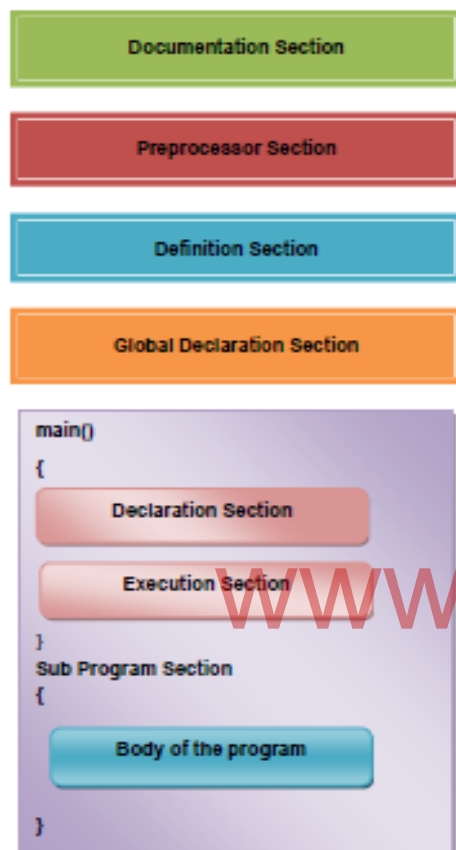 Documentation Section
Preprocessor Section
Definition Section
Global Declaration Section
main()
{
Declaration Section
Execution Section
www
}
Sub Program Section
{
Body of the program
}